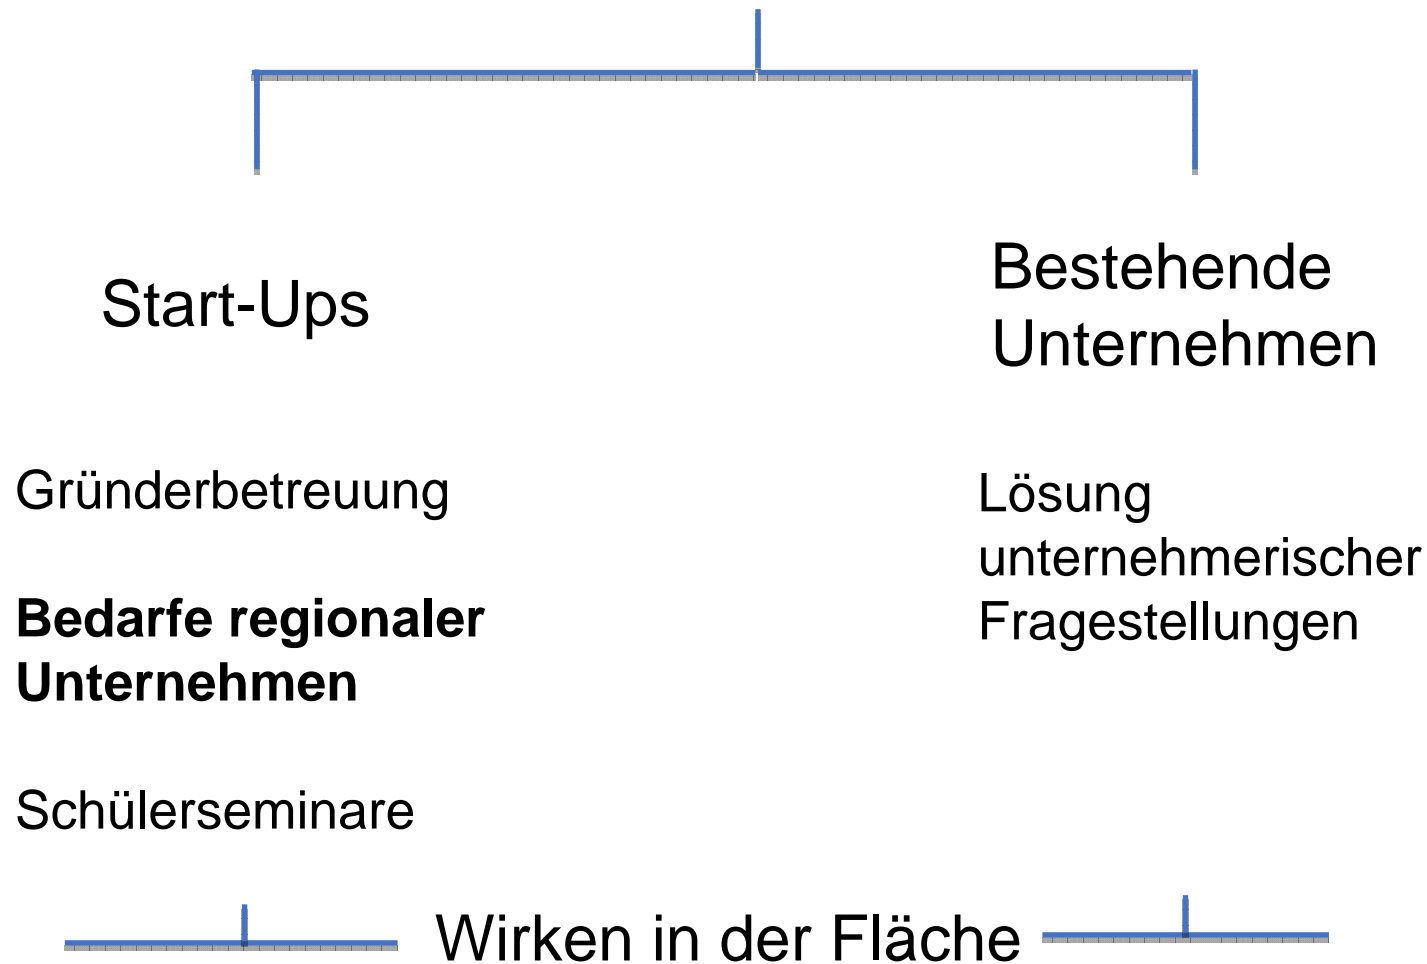 Start-Ups
Bestehende
Unternehmen
Gründerbetreuung
Bedarfe regionaler
Unternehmen
Schülerseminare
Lösung
unternehmerischer
Fragestellungen
Wirken in der Fläche